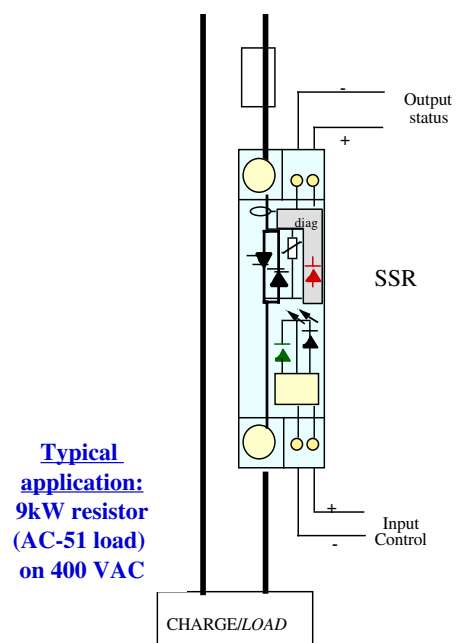 -
Output
status
+
diag
SSR
Typical
application:
9kW resistor
(AC-51 load)
on 400 VAC
+
Input
Control
-
CHARGE/LOAD